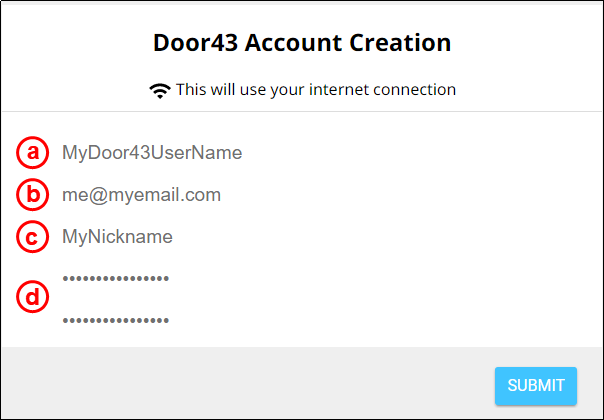 Door43 Account Creation
This will use your internet connection
a MyDoor43UserName
b me@myemail.com
c MyNickname
••••••••••••••••
d
••••••••••••••••
SUBMIT